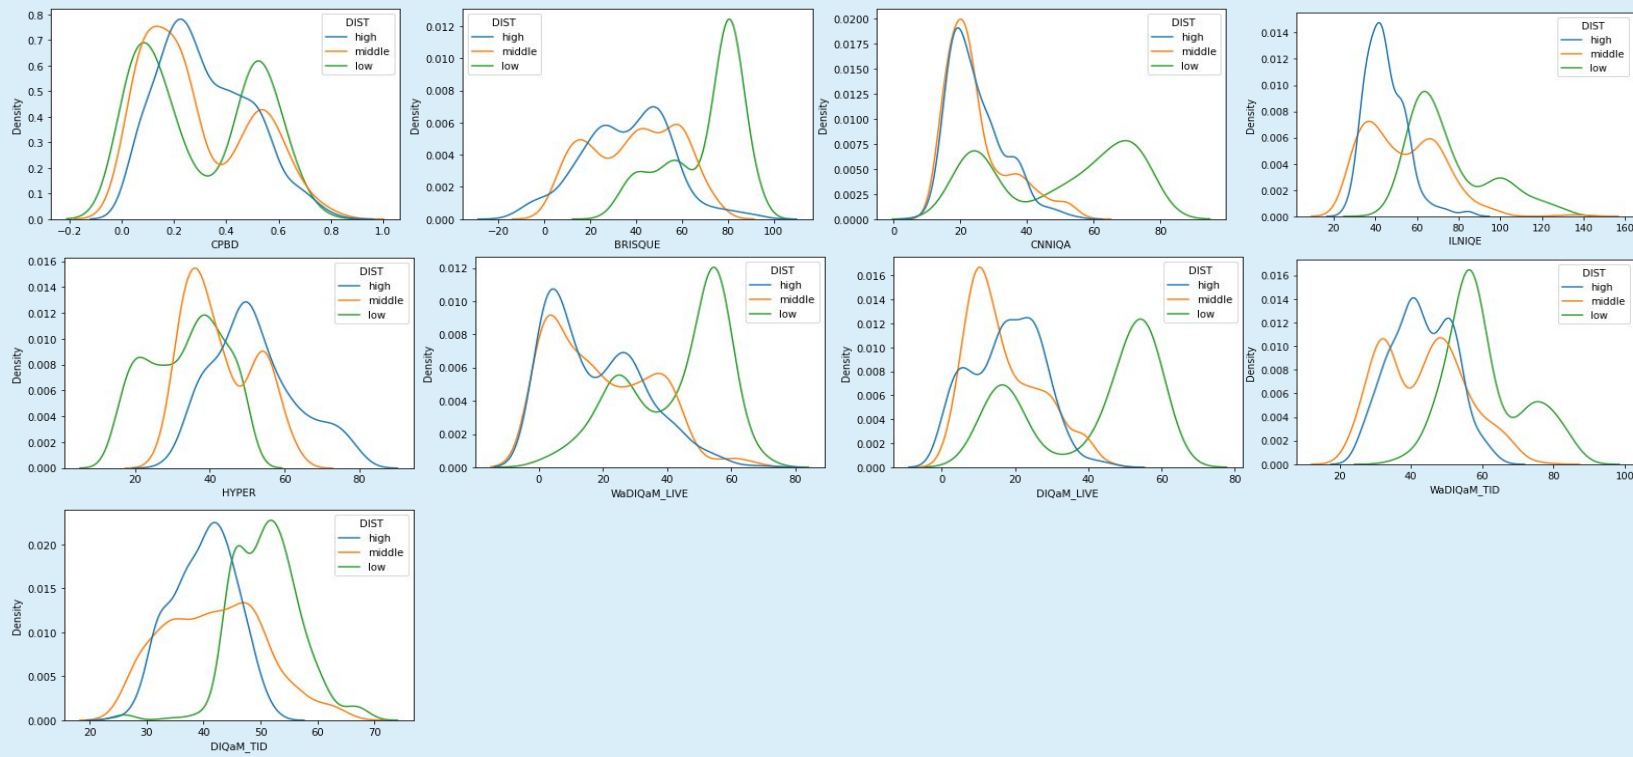 DIST
high
middle
low
Density
0.8
0.7
0.6
0.5
0.4
0.3
0.2
0.1
0.0
−0.2 0.0 0.2 0.4 0.6 0.8 1.0
CPBD
DIST
high
middle
low
Density
0.012
0.010
0.008
0.006
0.004
0.002
0.000
−20 0 20 40 60 80 100
BRISQUE
DIST
high
middle
low
Density
0.0200
0.0175
0.0150
0.0125
0.0100
0.0075
0.0050
0.0025
0.0000
0 20 40 60 80
CNNIQA
DIST
high
middle
low
Density
0.014
0.012
0.010
0.008
0.006
0.004
0.002
0.000
20 40 60 80 100 120 140 160
ILNIQE
DIST
high
middle
low
Density
0.016
0.014
0.012
0.010
0.008
0.006
0.004
0.002
0.000
20 40 60 80
HYPER
DIST
high
middle
low
Density
0.012
0.010
0.008
0.006
0.004
0.002
0.000
0 20 40 60 80
WaDIQaM_LIVE
DIST
high
middle
low
Density
0.016
0.014
0.012
0.010
0.008
0.006
0.004
0.002
0.000
0 20 40 60 80
DIQaM_LIVE
DIST
high
middle
low
Density
0.016
0.014
0.012
0.010
0.008
0.006
0.004
0.002
0.000
20 40 60 80 100
WaDIQaM_TID
DIST
high
middle
low
Density
0.020
0.015
0.010
0.005
0.000
20 30 40 50 60 70
DIQaM_TID